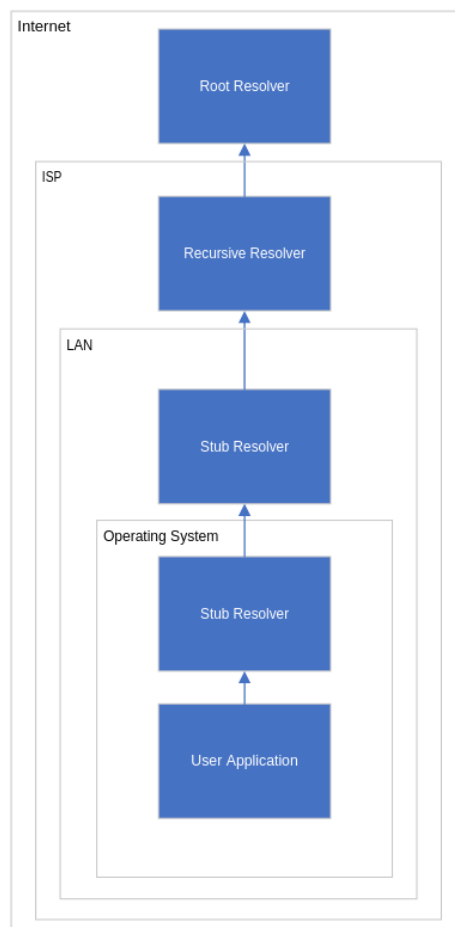 Internet
Root Resolver
ISP
Recursive Resolver
LAN
Stub Resolver
Operating System
Stub Resolver
User Application